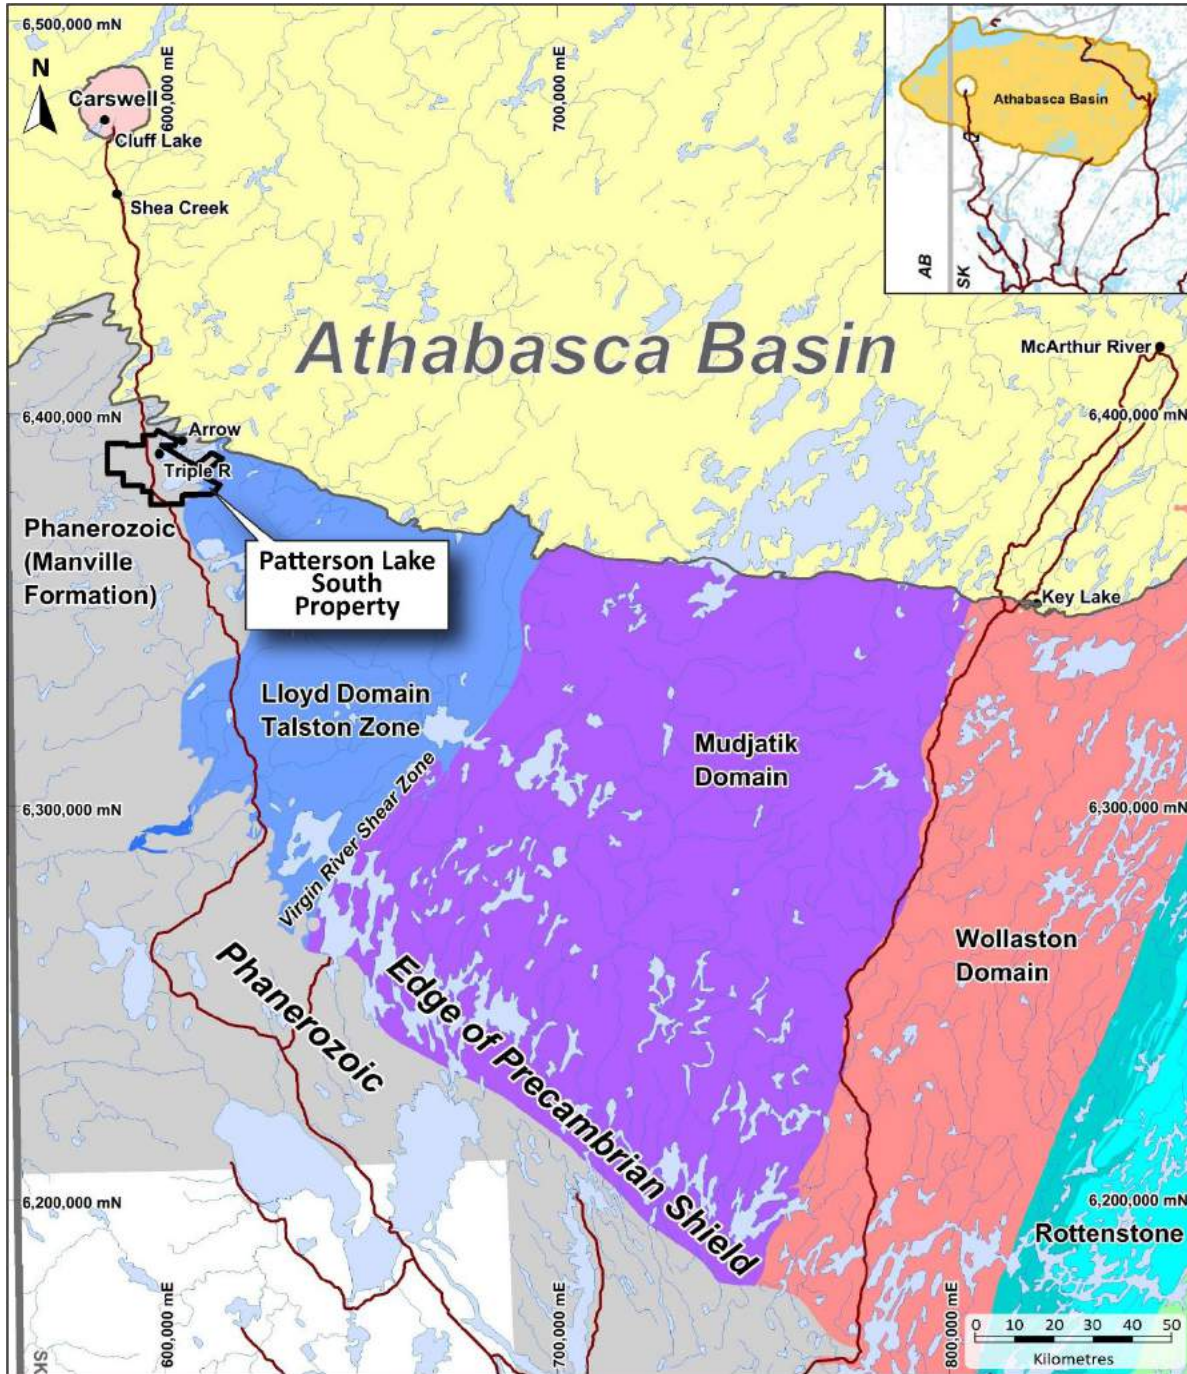 6,500,000 mN
600,000 mE
700,000 mE
N
Carswell
Cluff Lake
Shea Creek
Athabasca Basin
AB
SK
Athabasca Basin
McArthur River
6,400,000 mN
6,400,000 mN
Arrow
Triple R
Phanerozoic
(Manville
Formation)
Patterson Lake
South
Property
Key Lake
Lloyd Domain
Talston Zone
Mudjatik
Domain
Virgin River Shear Zone
6,300,000 mN
6,300,000 mN
Wollaston
Domain
Phanerozoic
Edge of Precambrian Shield
6,200,000 mN
6,200,000 mN
Rottenstone
SK
600,000 mE
700,000 mE
800,000 mE
0 10 20 30 40 50
Kilometres